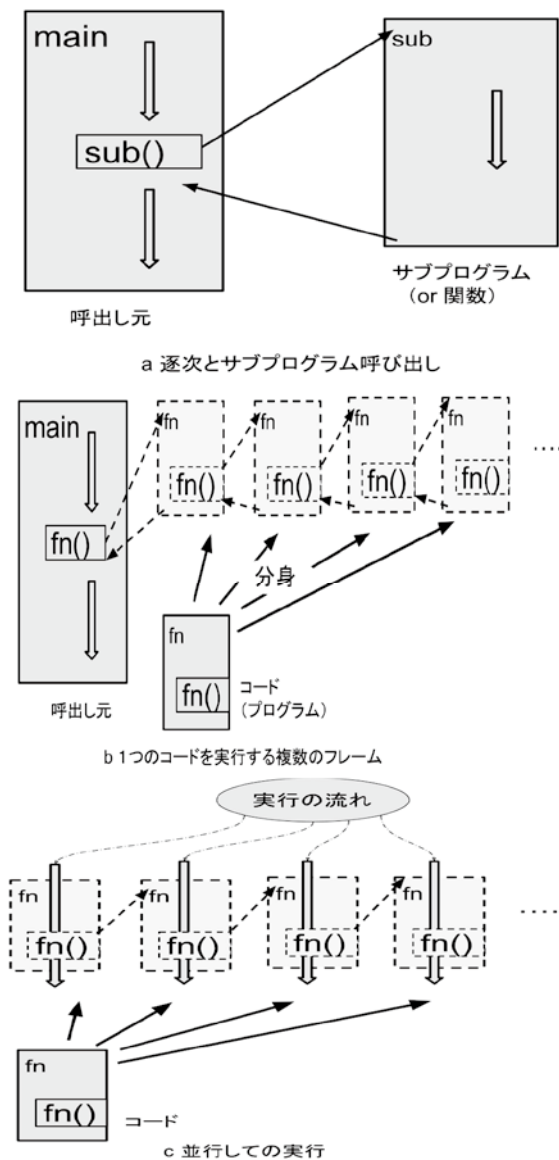 main
sub
sub()
呼出し元
サブプログラム
(or 関数)
a 逐次とサブプログラム呼び出し
main
fn
fn
fn
fn
fn()
fn()
fn()
fn()
fn()
....
分身
fn
fn()
コード
(プログラム)
呼出し元
b 1つのコードを実行する複数のフレーム
実行の流れ
fn
fn
fn
fn
fn()
fn()
fn()
fn()
....
fn
fn()
コード
c 並行しての実行